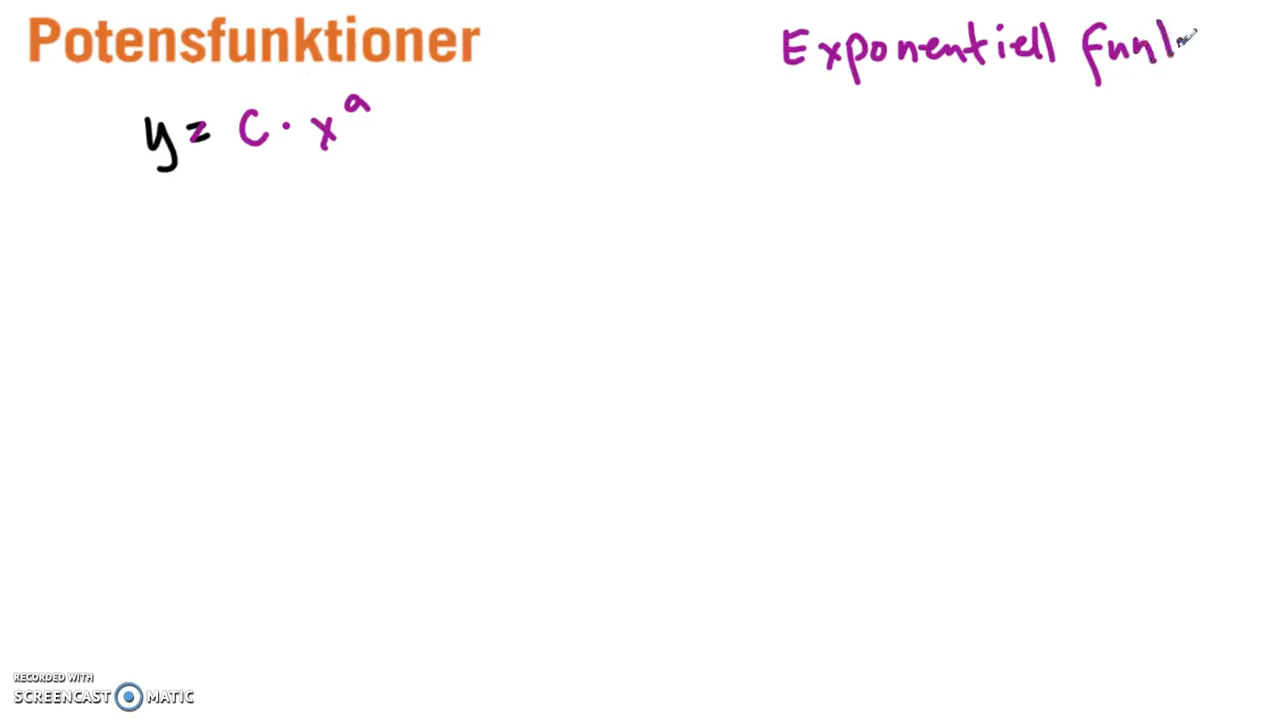 Potensfunktioner
Exponentiell
y = C · x^a
RECORDED WITH
SCREENCAST MATIC